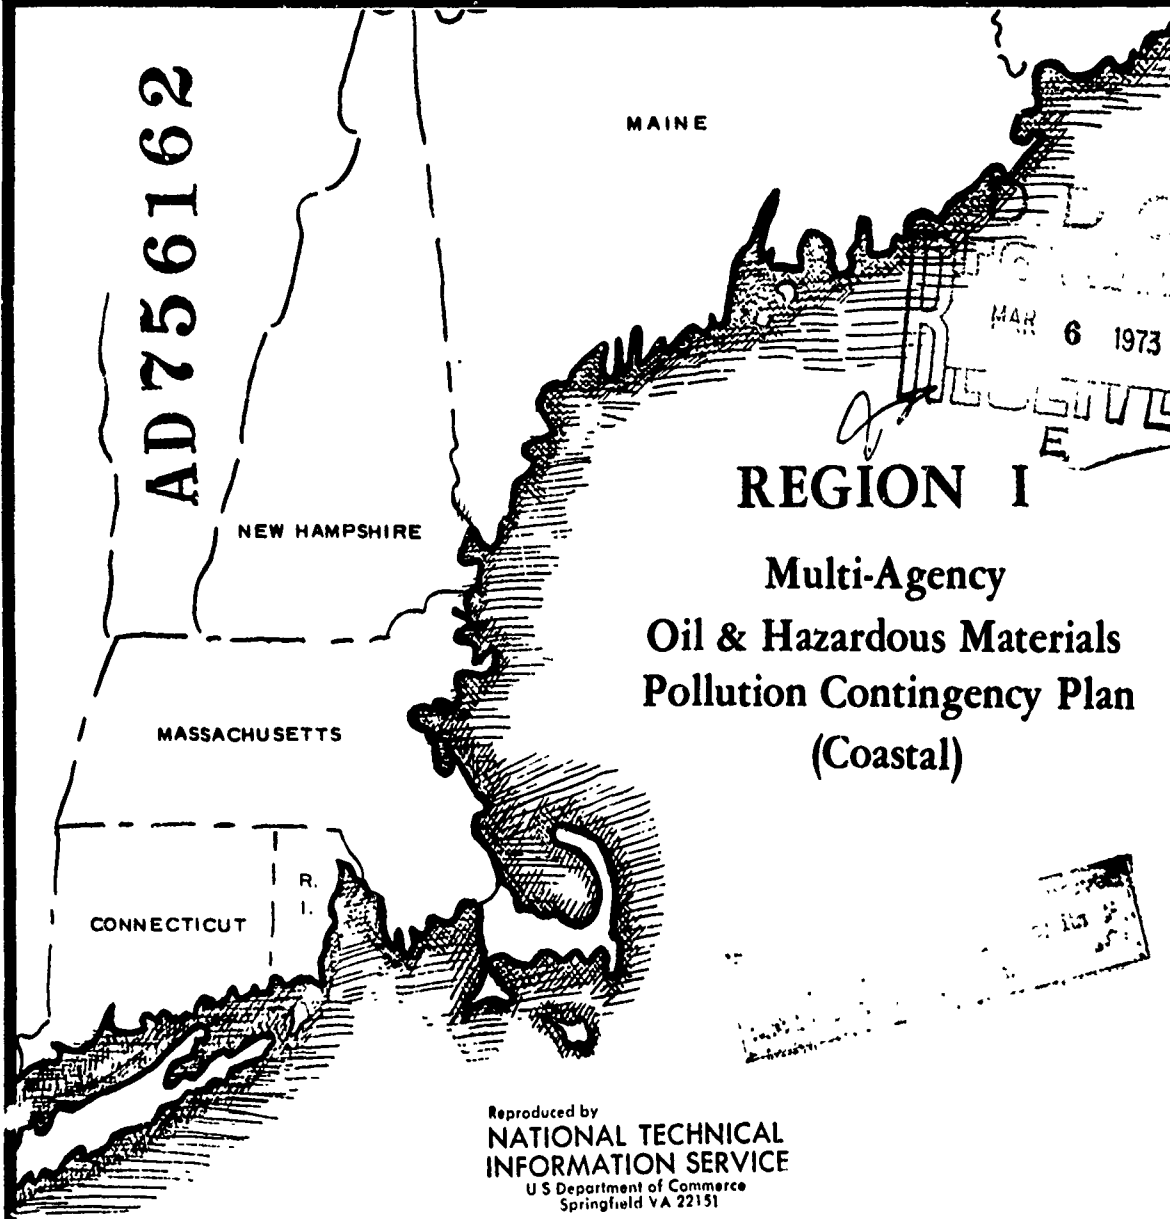 AD756162
MAINE
MAR 6 1973
E
REGION I
NEW HAMPSHIRE
Multi-Agency
Oil & Hazardous Materials
Pollution Contingency Plan
(Coastal)
MASSACHUSETTS
R.
I.
CONNECTICUT
Reproduced by
NATIONAL TECHNICAL
INFORMATION SERVICE
U S Department of Commerce
Springfield VA 22151